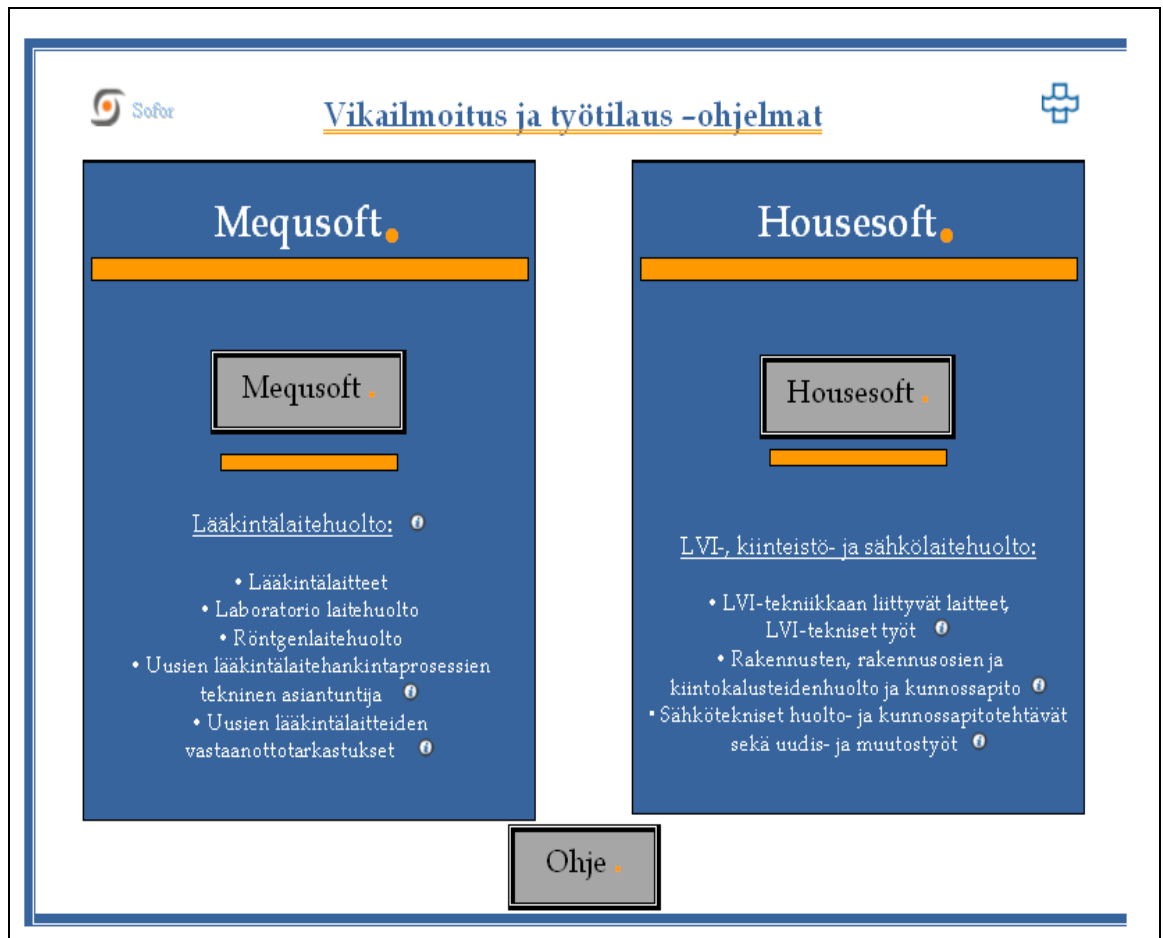 Sofor
Vikailmoitus ja työtilaus –ohjelmat
Mequsoft.
Mequsoft .
Lääkintälaitehuolto:
• Lääkintälaitteet
• Laboratorio laitehuolto
• Röntgenlaitehuolto
• Uusien lääkintälaitehankintaprosessien
tekninen asiantuntija
• Uusien lääkintälaitteiden
vastaanottotarkastukset
Housesoft.
Housesoft .
LVI-, kiinteistö- ja sähkölaitehuolto:
• LVI-tekniikkaan liittyvät laitteet,
LVI-tekniset työt
• Rakennusten, rakennusosien ja
kiintokalusteidenhuolto ja kunnossapito
• Sähkötekniset huolto- ja kunnossapitotehtävät
sekä uudis- ja muutostyöt
Ohje .